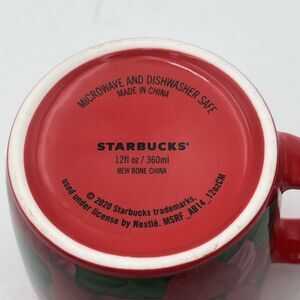 MICROWAVE AND DISHWASHER SAFE
MADE IN CHINA
STARBUCKS®
12fl oz / 360ml
NEW BONE CHINA
© 2020 Starbucks trademarks,
used under license by Nestlé. MSRF_AB14_12ozCM